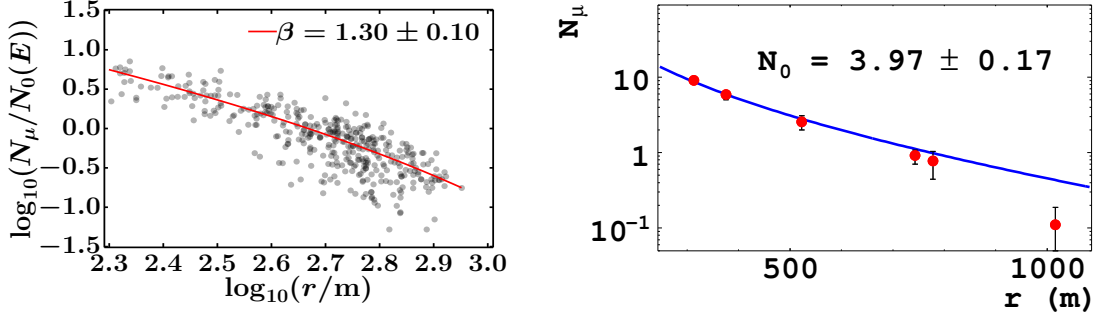 1.5
1.0
0.5
0.0
−0.5
−1.0
−1.5
log₁₀(N_μ/N₀(E))
β = 1.30 ± 0.10
2.3 2.4 2.5 2.6 2.7 2.8 2.9 3.0
log₁₀(r/m)
N_μ
N₀ = 3.97 ± 0.17
10
1
10⁻¹
500 1000
r (m)